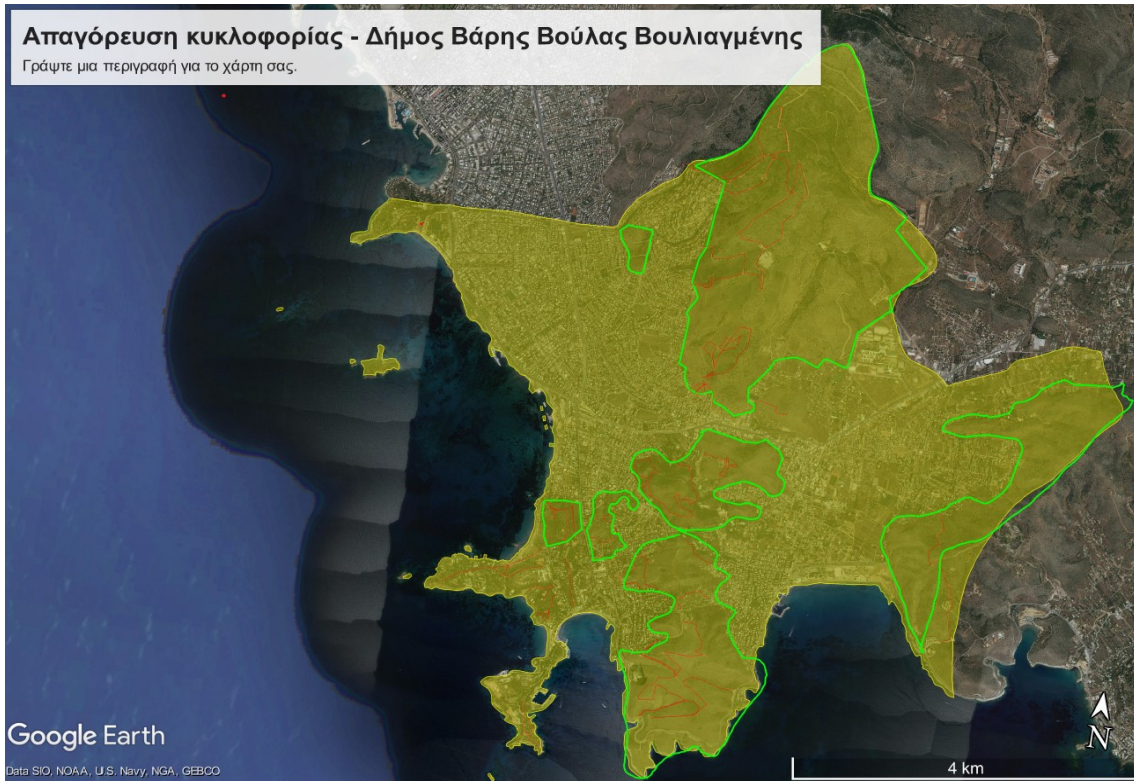 Απαγόρευση κυκλοφορίας - Δήμος Βάρης Βούλας Βουλιαγμένης
Γράψτε μια περιγραφή για το χάρτη σας.
N
4 km
Google Earth
Data SIO, NOAA, U.S. Navy, NGA, GEBCO